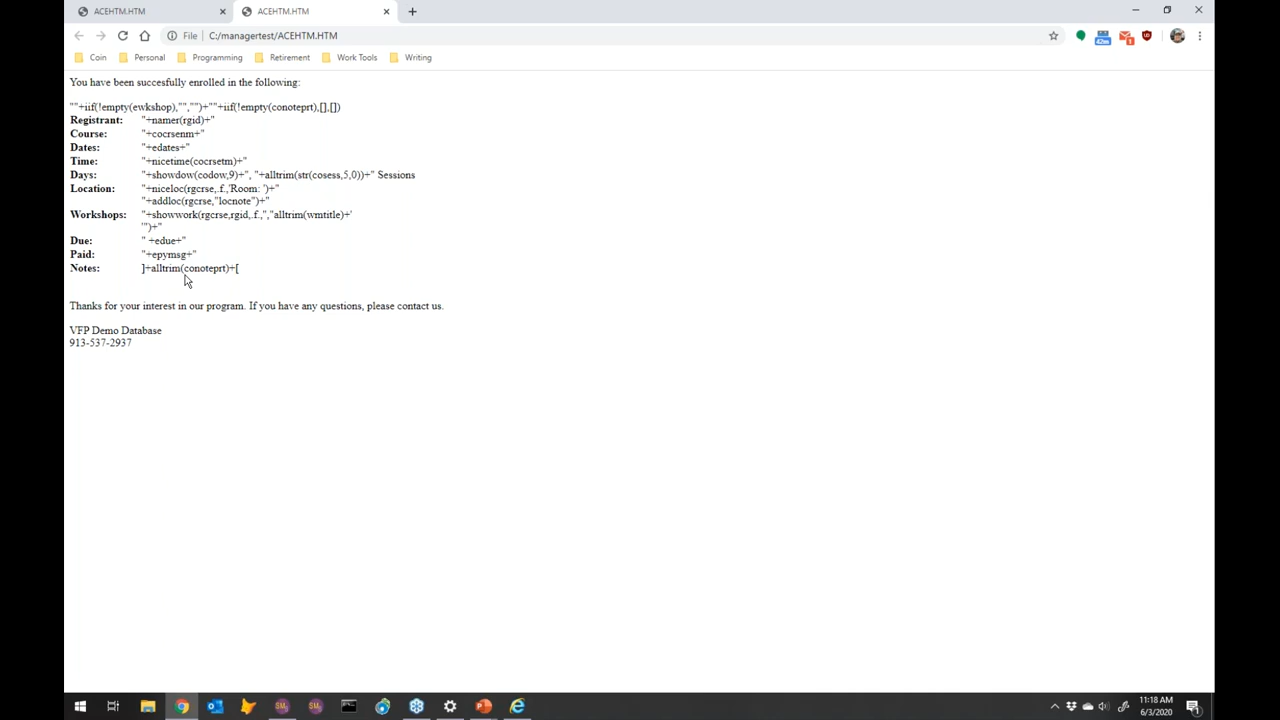 ACEHTM.HTM
ACEHTM.HTM
File C:/managertest/ACEHTM.HTM
42m 1
Coin Personal Programming Retirement Work Tools Writing
You have been succesfully enrolled in the following:
""+iif(!empty(ewkshop),"","")+""+iif(!empty(conoteprt),[],[])
Registrant: "+namer(rgid)+"
Course: "+cocrsenm+"
Dates: "+edates+"
Time: "+nicetime(cocrsetm)+"
Days: "+showdow(codow,9)+", "+alltrim(str(cosess,5,0))+" Sessions
Location: "+niceloc(rgcrse,.f.,'Room: ')+"
"+addloc(rgcrse,"locnote")+"
Workshops: "+showwork(rgcrse,rgid,.f.,","alltrim(wmtitle)+'
'")+"
Due: " +edue+"
Paid: "+epymsg+"
Notes: ]+alltrim(conoteprt)+[
Thanks for your interest in our program. If you have any questions, please contact us.
VFP Demo Database
913-537-2937
11:18 AM
6/3/2020